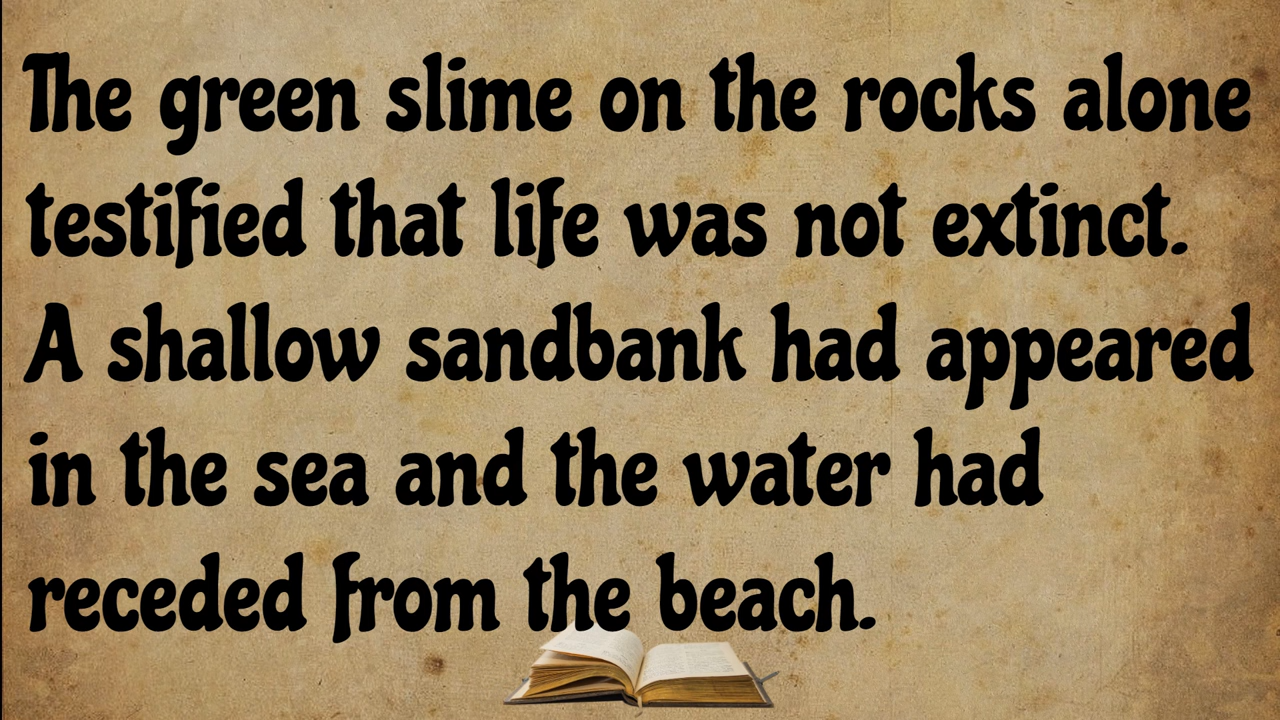 The green slime on the rocks alone
testified that life was not extinct.
A shallow sandbank had appeared
in the sea and the water had
receded from the beach.